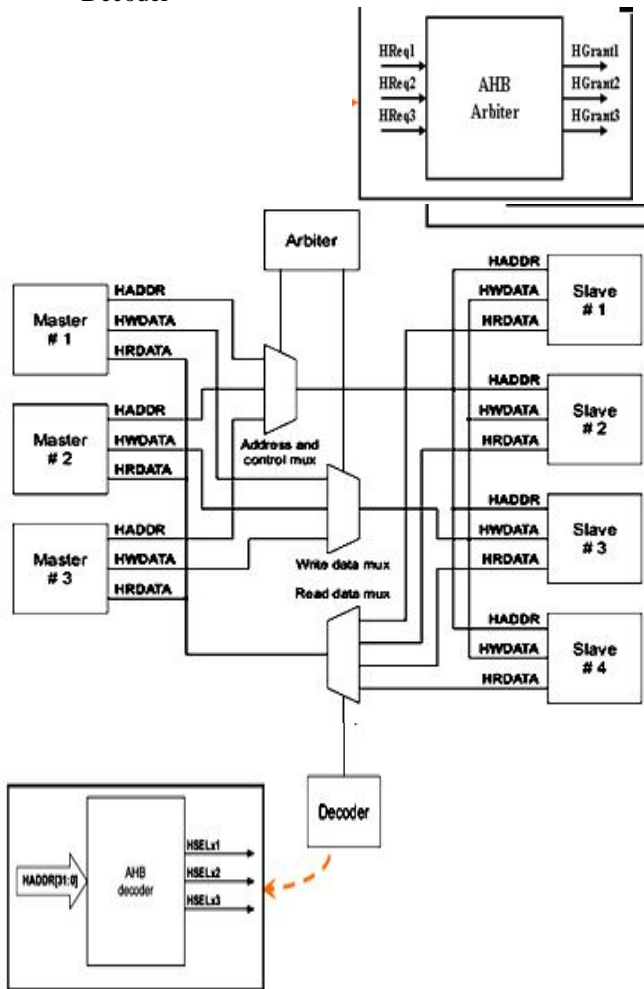 Decoder
HReq1
HReq2
HReq3
AHB
Arbiter
HGrant1
HGrant2
HGrant3
Arbiter
Master
# 1
HADDR
HWDATA
HRDATA
Master
# 2
HADDR
HWDATA
HRDATA
Master
# 3
HADDR
HWDATA
HRDATA
Address and
control mux
Write data mux
Read data mux
HADDR
HWDATA
HRDATA
Slave
# 1
HADDR
HWDATA
HRDATA
Slave
# 2
HADDR
HWDATA
HRDATA
Slave
# 3
HADDR
HWDATA
HRDATA
Slave
# 4
Decoder
HADDR[31:0]
AHB
decoder
HSELx1
HSELx2
HSELx3